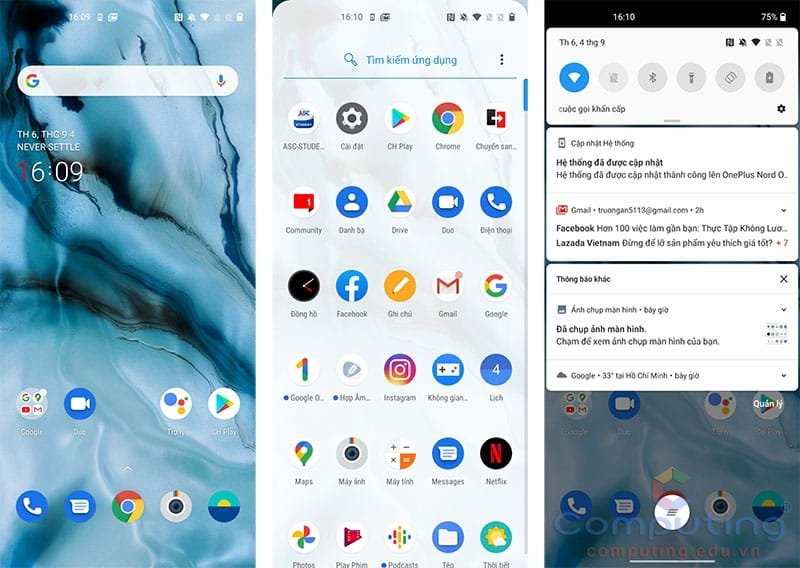 16:09
TH 6, THG 9 4
NEVER SETTLE
16:09
Google
Duo
Trợ lý
CH Play
16:10
Tìm kiếm ứng dụng
ASC
ASC-STUDE...
Cài đặt
CH Play
Chrome
Chuyển san...
Community
Danh bạ
Drive
Duo
Điện thoại
Đồng hồ
Facebook
Ghi chú
Gmail
Google
4
Google O...
Hợp Âm...
Instagram
Không gian...
Lịch
Maps
Máy ảnh
Máy tính
Messages
Netflix
Photos
Play Phim
Podcasts
Tệp
Thời tiết
16:10
75%
Th 6, 4 thg 9
cuộc gọi khẩn cấp
Cập nhật Hệ thống
Hệ thống đã được cập nhật
Hệ thống đã được cập nhật thành công lên OnePlus Nord O...
Gmail • truongan5113@gmail.com • 2h
Facebook Hơn 100 việc làm gần bạn: Thực Tập Không Lươ...
Lazada Vietnam Đừng để lỡ sản phẩm yêu thích giá tốt? + 7
Thông báo khác
Ảnh chụp màn hình • bây giờ
Đã chụp ảnh màn hình.
Chạm để xem ảnh chụp màn hình của bạn.
Google • 33° tại Hồ Chí Minh • bây giờ
Quản lý
Google
Duo
Trợ lý
CH Play
Computing
computing.edu.vn